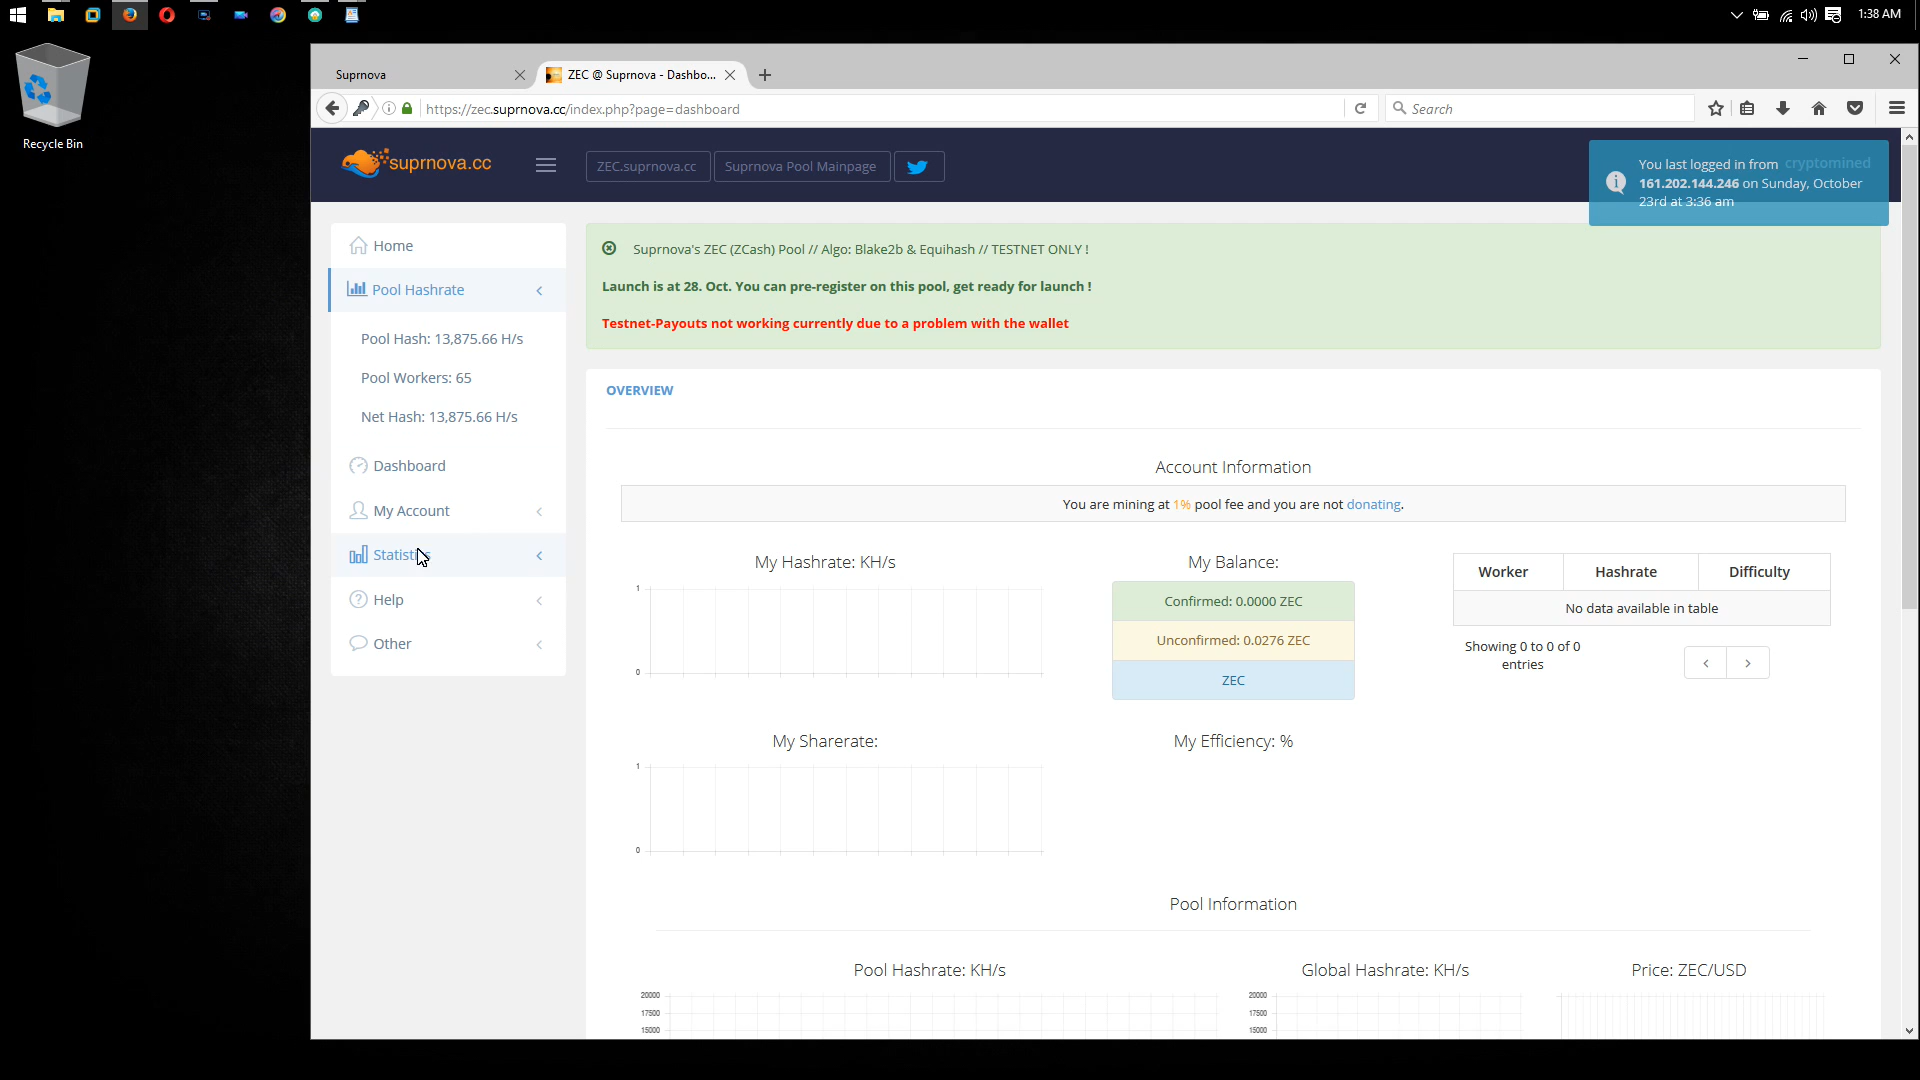 1:38 AM
Recycle Bin
Suprnova
ZEC @ Suprnova - Dashbo...
https://zec.suprnova.cc/index.php?page=dashboard
Search
suprnova.cc
ZEC.suprnova.cc
Suprnova Pool Mainpage
You last logged in from cryptomined
161.202.144.246 on Sunday, October
23rd at 3:36 am
Home
Pool Hashrate
Pool Hash: 13,875.66 H/s
Pool Workers: 65
Net Hash: 13,875.66 H/s
Dashboard
My Account
Statistics
Help
Other
Suprnova's ZEC (ZCash) Pool // Algo: Blake2b & Equihash // TESTNET ONLY !
Launch is at 28. Oct. You can pre-register on this pool, get ready for launch !
Testnet-Payouts not working currently due to a problem with the wallet
OVERVIEW
Account Information
You are mining at 1% pool fee and you are not donating.
My Hashrate: KH/s
1
0
My Balance:
Confirmed: 0.0000 ZEC
Unconfirmed: 0.0276 ZEC
ZEC
Worker Hashrate Difficulty
No data available in table
Showing 0 to 0 of 0
entries
My Sharerate:
1
0
My Efficiency: %
Pool Information
Pool Hashrate: KH/s
20000
17500
15000
Global Hashrate: KH/s
20000
17500
15000
Price: ZEC/USD